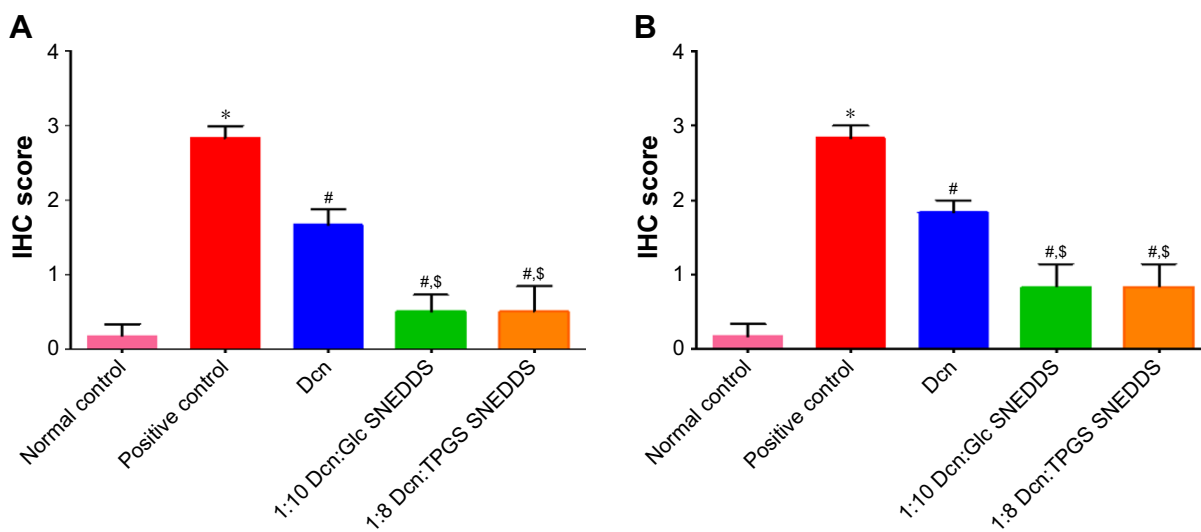 A
IHC score
4
3
2
1
0
*
#
#,$
#,$
Normal control
Positive control
Dcn
1:10 Dcn:Glc SNEDDS
1:8 Dcn:TPGS SNEDDS
B
IHC score
4
3
2
1
0
*
#
#,$
#,$
Normal control
Positive control
Dcn
1:10 Dcn:Glc SNEDDS
1:8 Dcn:TPGS SNEDDS